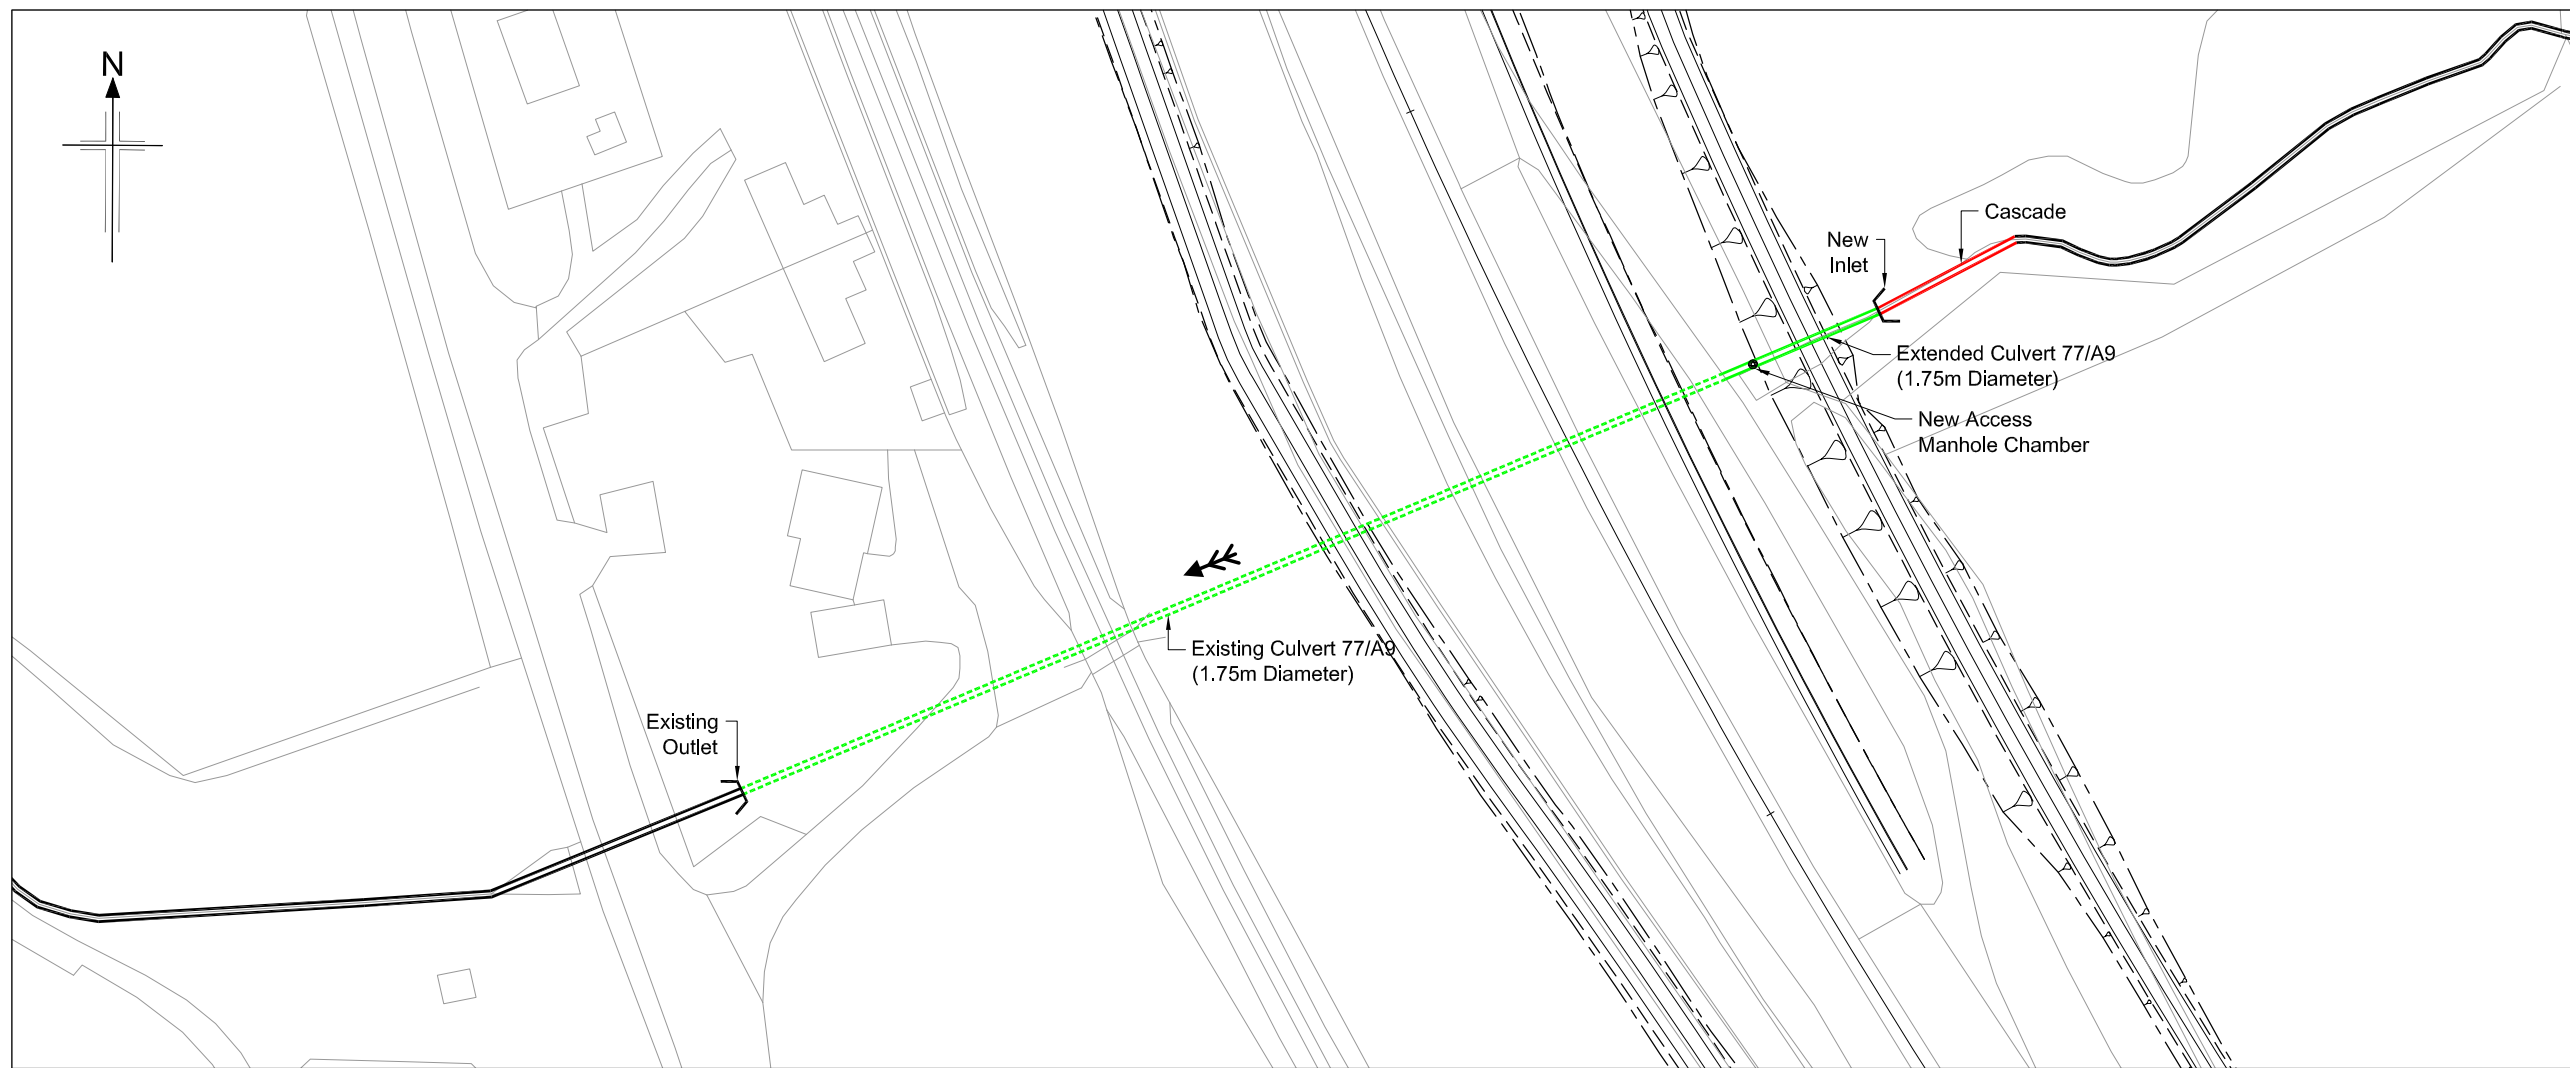 N
Cascade
New
Inlet
Extended Culvert 77/A9
(1.75m Diameter)
New Access
Manhole Chamber
Existing Culvert 77/A9
(1.75m Diameter)
Existing
Outlet